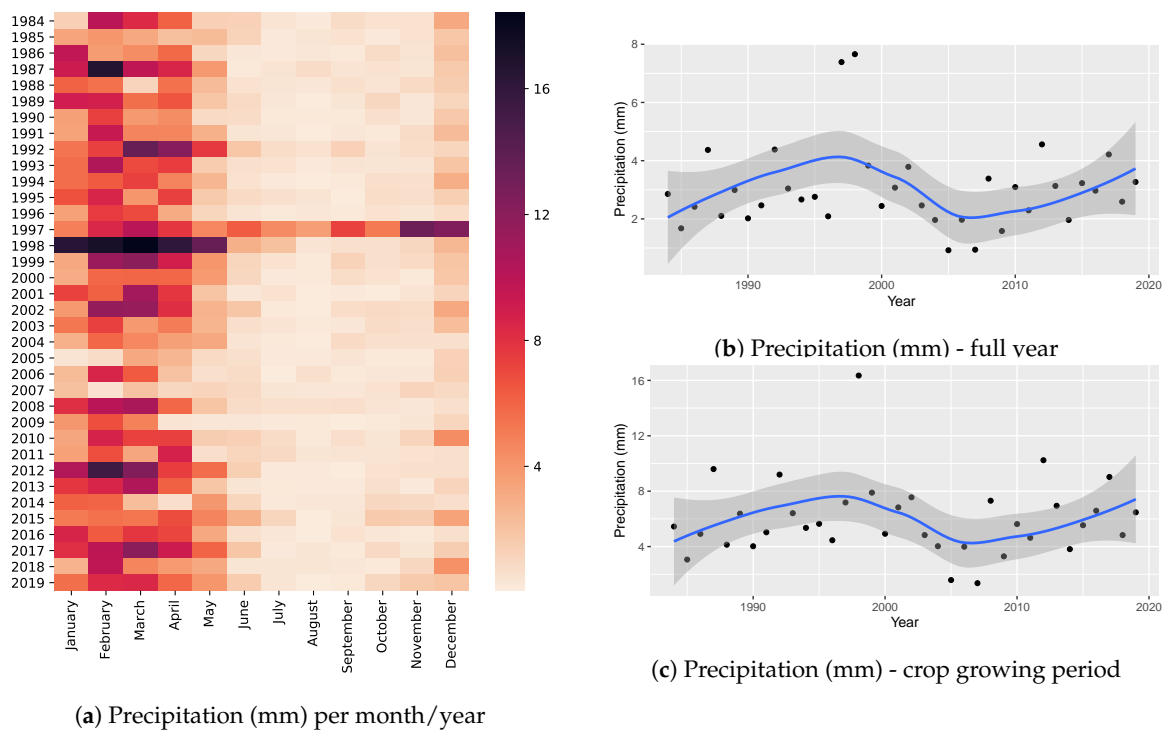 1984
1985
1986
1987
1988
1989
1990
1991
1992
1993
1994
1995
1996
1997
1998
1999
2000
2001
2002
2003
2004
2005
2006
2007
2008
2009
2010
2011
2012
2013
2014
2015
2016
2017
2018
2019
January
February
March
April
May
June
July
August
September
October
November
December
16
12
8
4
(a) Precipitation (mm) per month/year
8
6
4
2
Precipitation (mm)
1990
2000
2010
2020
Year
(b) Precipitation (mm) - full year
16
12
8
4
Precipitation (mm)
1990
2000
2010
2020
Year
(c) Precipitation (mm) - crop growing period